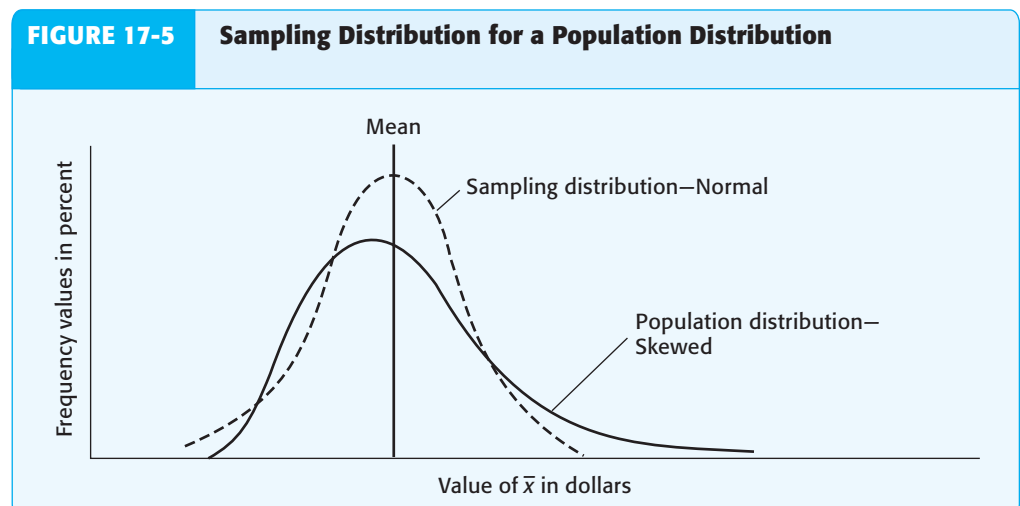 FIGURE 17-5 Sampling Distribution for a Population Distribution
Mean
Sampling distribution—Normal
Population distribution—
Skewed
Frequency values in percent
Value of x̄ in dollars